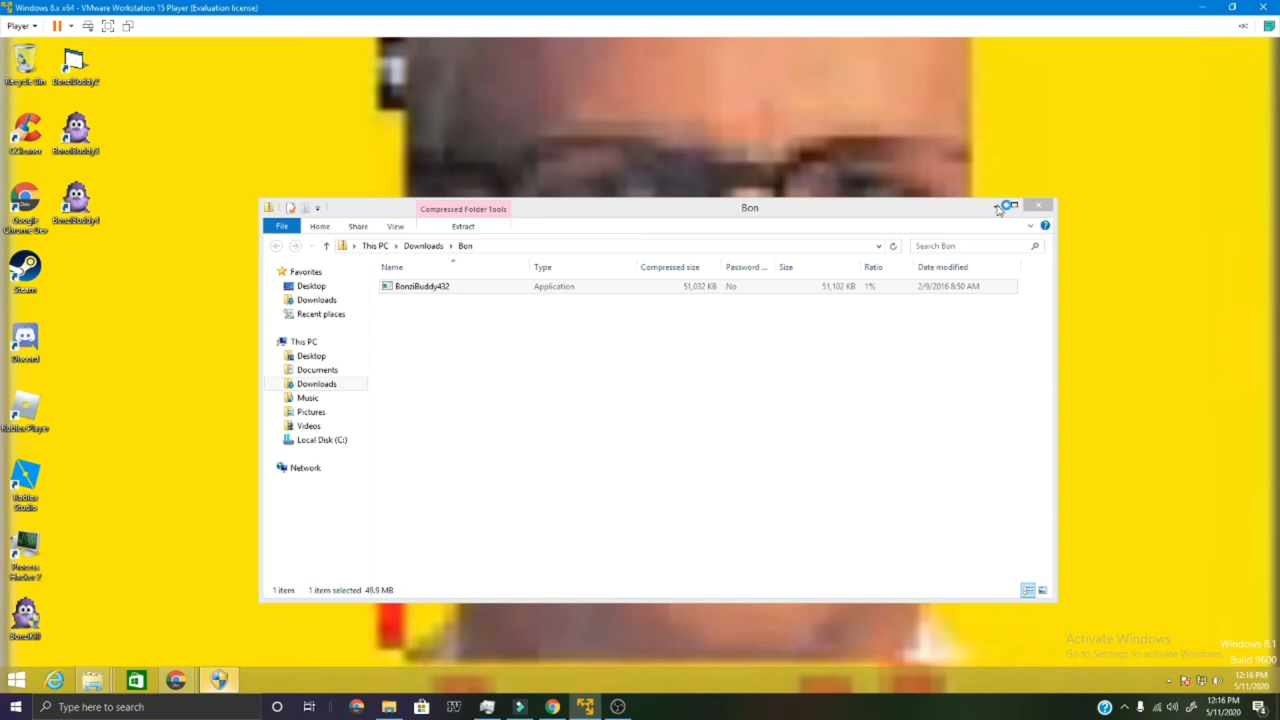 Windows 8.x x64 - VMware Workstation 15 Player (Evaluation license)
Player
Recycle Bin
CCleaner
BonziBuddy3
Google Chrome Dev
BonziBuddy4
Steam
Discord
Roblox Player
Roblox Studio
Process Hacker 2
BonziKill
Compressed Folder Tools
Bon
File
Home
Share
View
Extract
This PC
Downloads
Bon
Search Bon
Name
Type
Compressed size
Password ...
Size
Ratio
Date modified
BonziBuddy432
Application
51,032 KB
No
51,102 KB
1%
2/9/2016 8:50 AM
Favorites
Desktop
Downloads
Recent places
This PC
Desktop
Documents
Downloads
Music
Pictures
Videos
Local Disk (C:)
Network
1 item
1 item selected 49.9 MB
Activate Windows
Go to Settings to activate Windows.
Windows 8.1
Build 9600
12:16 PM
5/11/2020
Type here to search
12:16 PM
5/11/2020